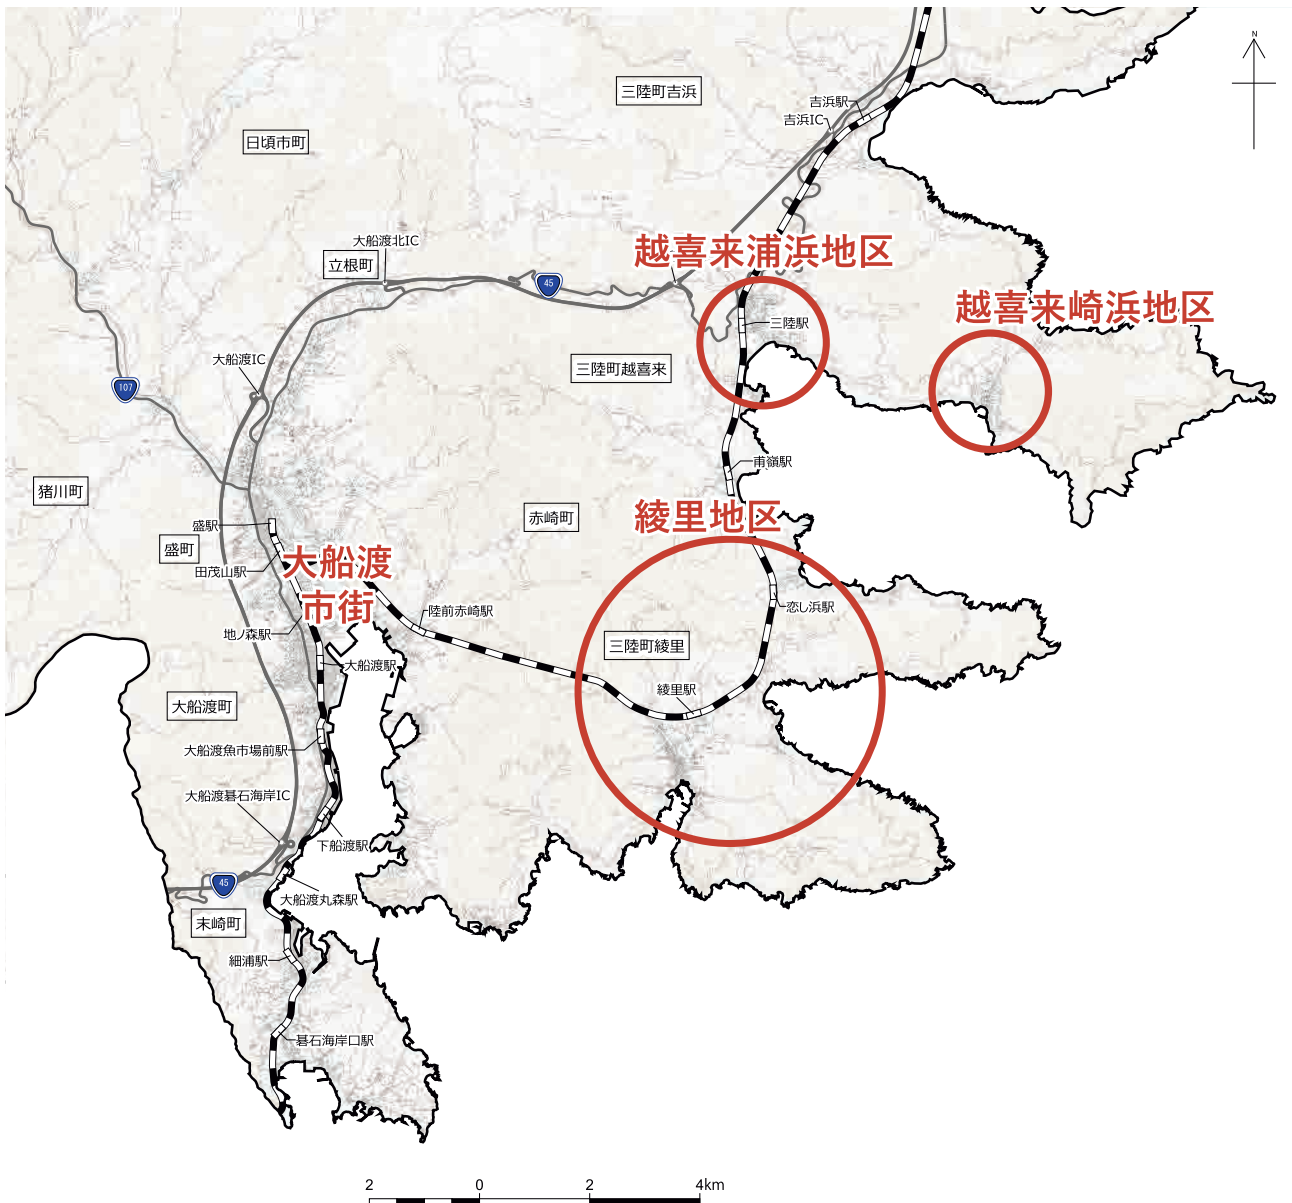 N
三陸町吉浜
吉浜駅
吉浜IC
日頃市町
大船渡北IC
立根町
越喜来浦浜地区
45
越喜来崎浜地区
三陸駅
大船渡IC
三陸町越喜来
107
甫嶺駅
猪川町
綾里地区
赤崎町
盛駅
盛町
大船渡
市街
田茂山駅
恋し浜駅
陸前赤崎駅
地ノ森駅
三陸町綾里
大船渡駅
綾里駅
大船渡町
大船渡魚市場前駅
大船渡碁石海岸IC
下船渡駅
45
大船渡丸森駅
末崎町
細浦駅
碁石海岸口駅
2 0 2 4km